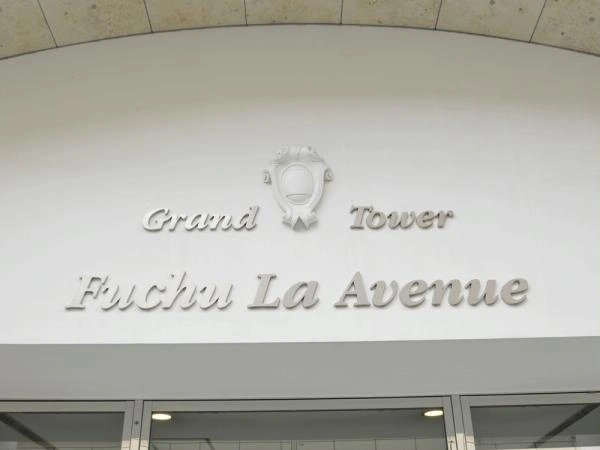 Grand Tower
Fuchu La Avenue